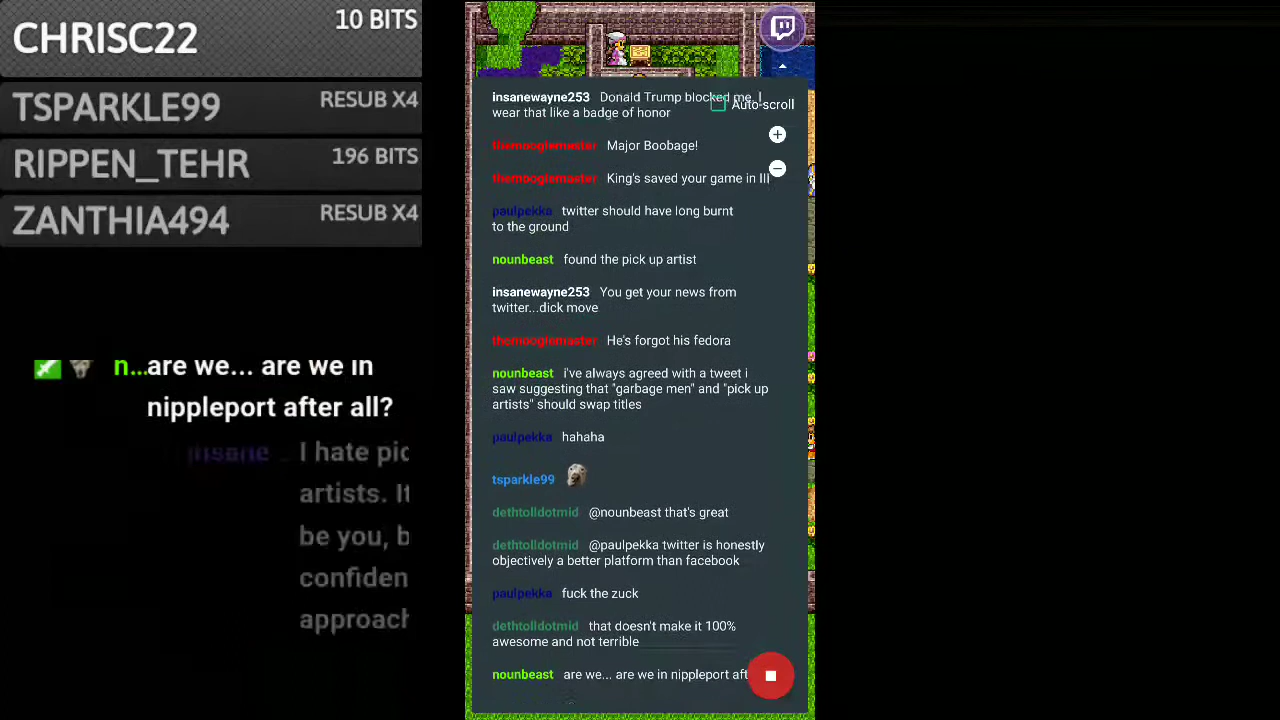 CHRISC22 10 BITS
TSPARKLE99 RESUB X4
RIPPEN_TEHR 196 BITS
ZANTHIA494 RESUB X4
n...are we... are we in
nippleport after all?
insane ... I hate pic
artists. It
be you, b
confiden
approach
insanewayne253 Donald Trump blocked me, I
wear that like a badge of honor
Auto-scroll
themooglemaster Major Boobage!
themooglemaster King's saved your game in III
paulpekka twitter should have long burnt
to the ground
nounbeast found the pick up artist
insanewayne253 You get your news from
twitter...dick move
themooglemaster He's forgot his fedora
nounbeast i've always agreed with a tweet i
saw suggesting that "garbage men" and "pick up
artists" should swap titles
paulpekka hahaha
tsparkle99
dethtolldotmid @nounbeast that's great
dethtolldotmid @paulpekka twitter is honestly
objectively a better platform than facebook
paulpekka fuck the zuck
dethtolldotmid that doesn't make it 100%
awesome and not terrible
nounbeast are we... are we in nippleport aft